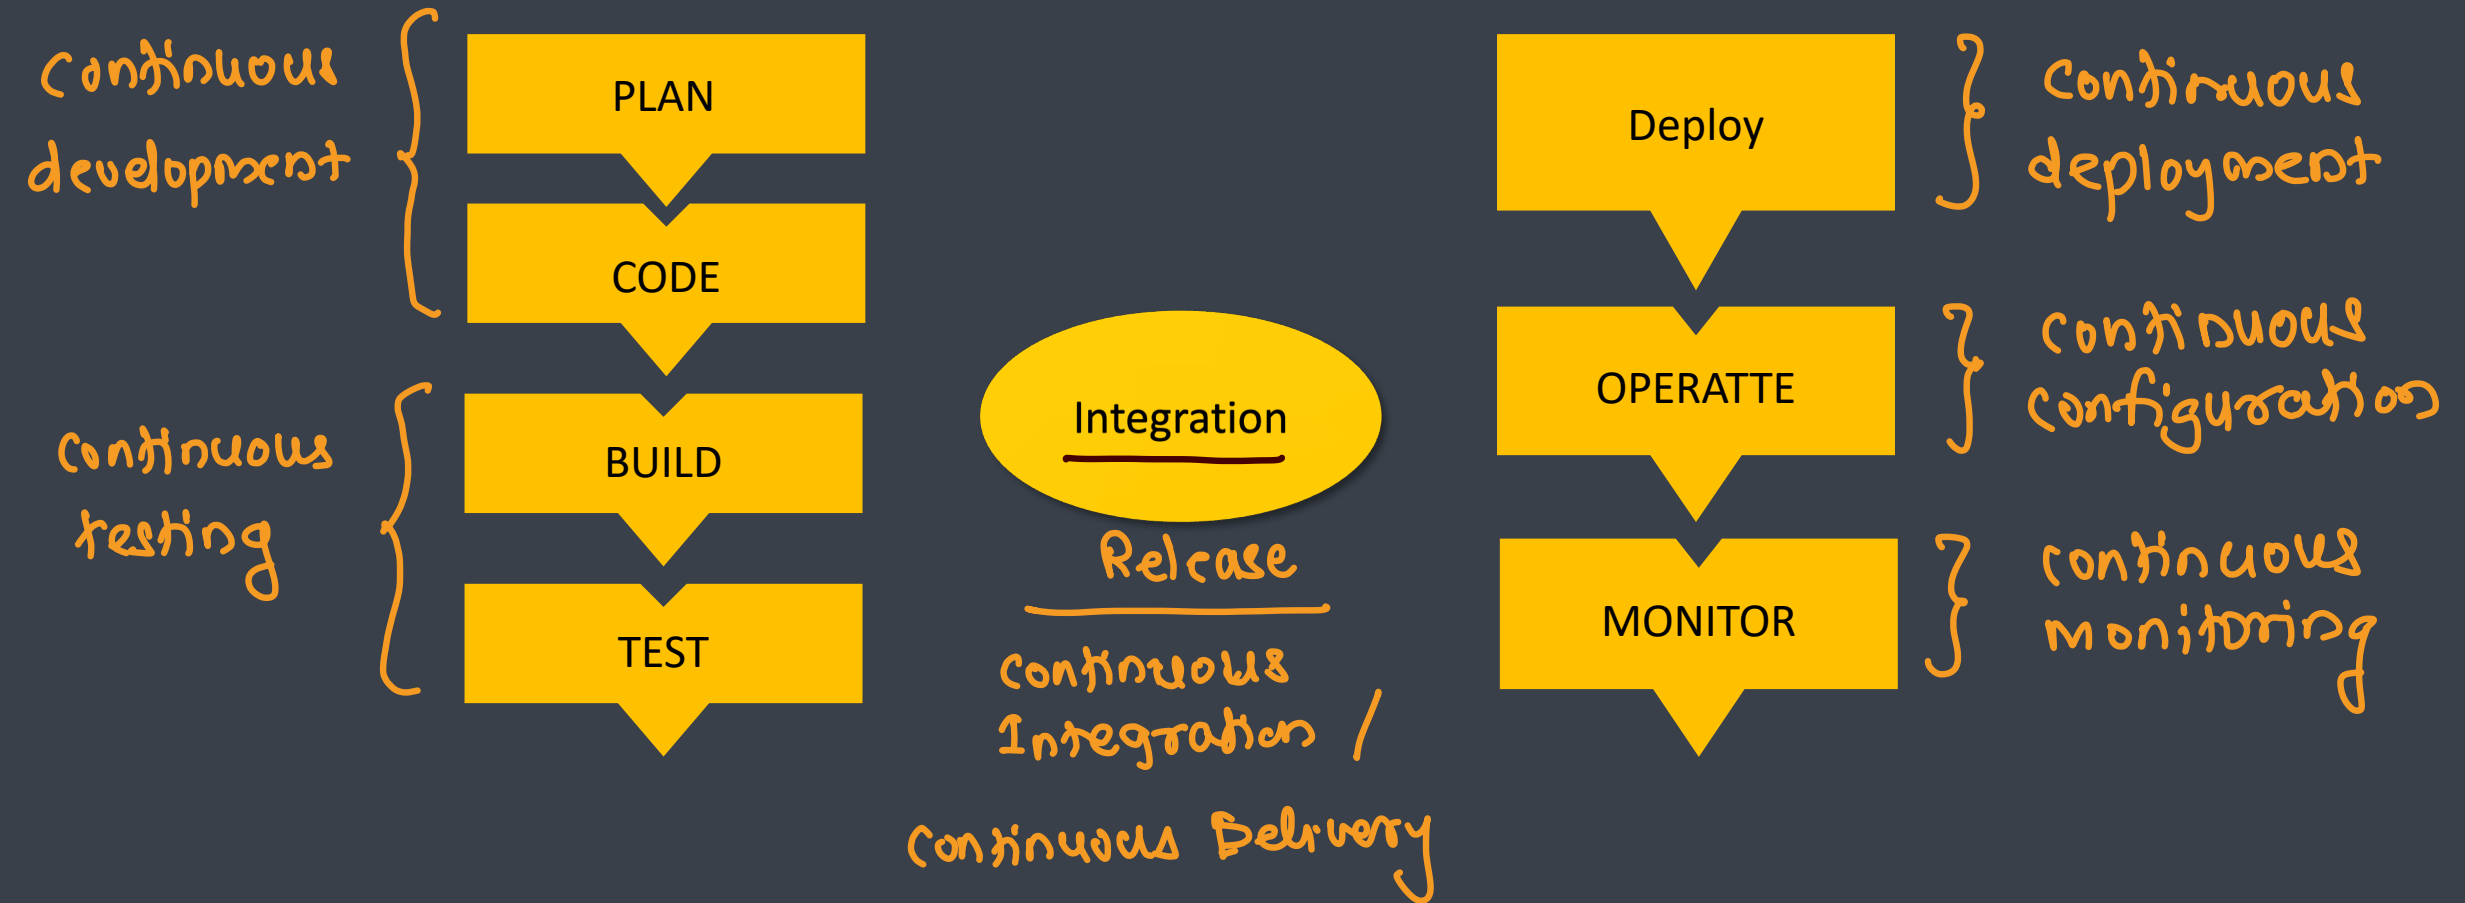 Continuous
development
PLAN
CODE
continuous
testing
BUILD
TEST
Integration
Release
continuous
Integration /
continuous Delivery
Deploy
continuous
deployment
OPERATTE
continuous
configuration
MONITOR
continuous
monitoring